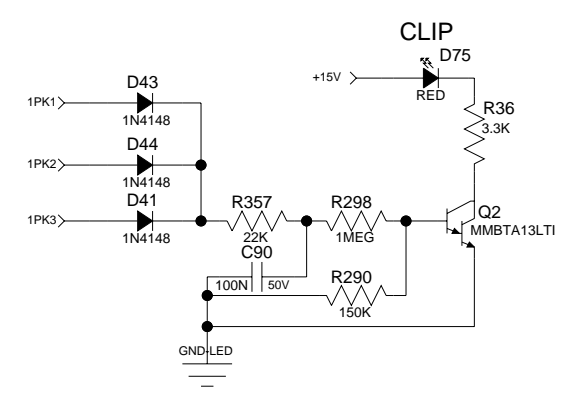 CLIP
D75
+15V
RED
D43
1PK1
1N4148
R36
3.3K
D44
1PK2
1N4148
D41
1PK3
1N4148
R357
22K
R298
1MEG
Q2
MMBTA13LTI
C90
100N
50V
R290
150K
GND-LED